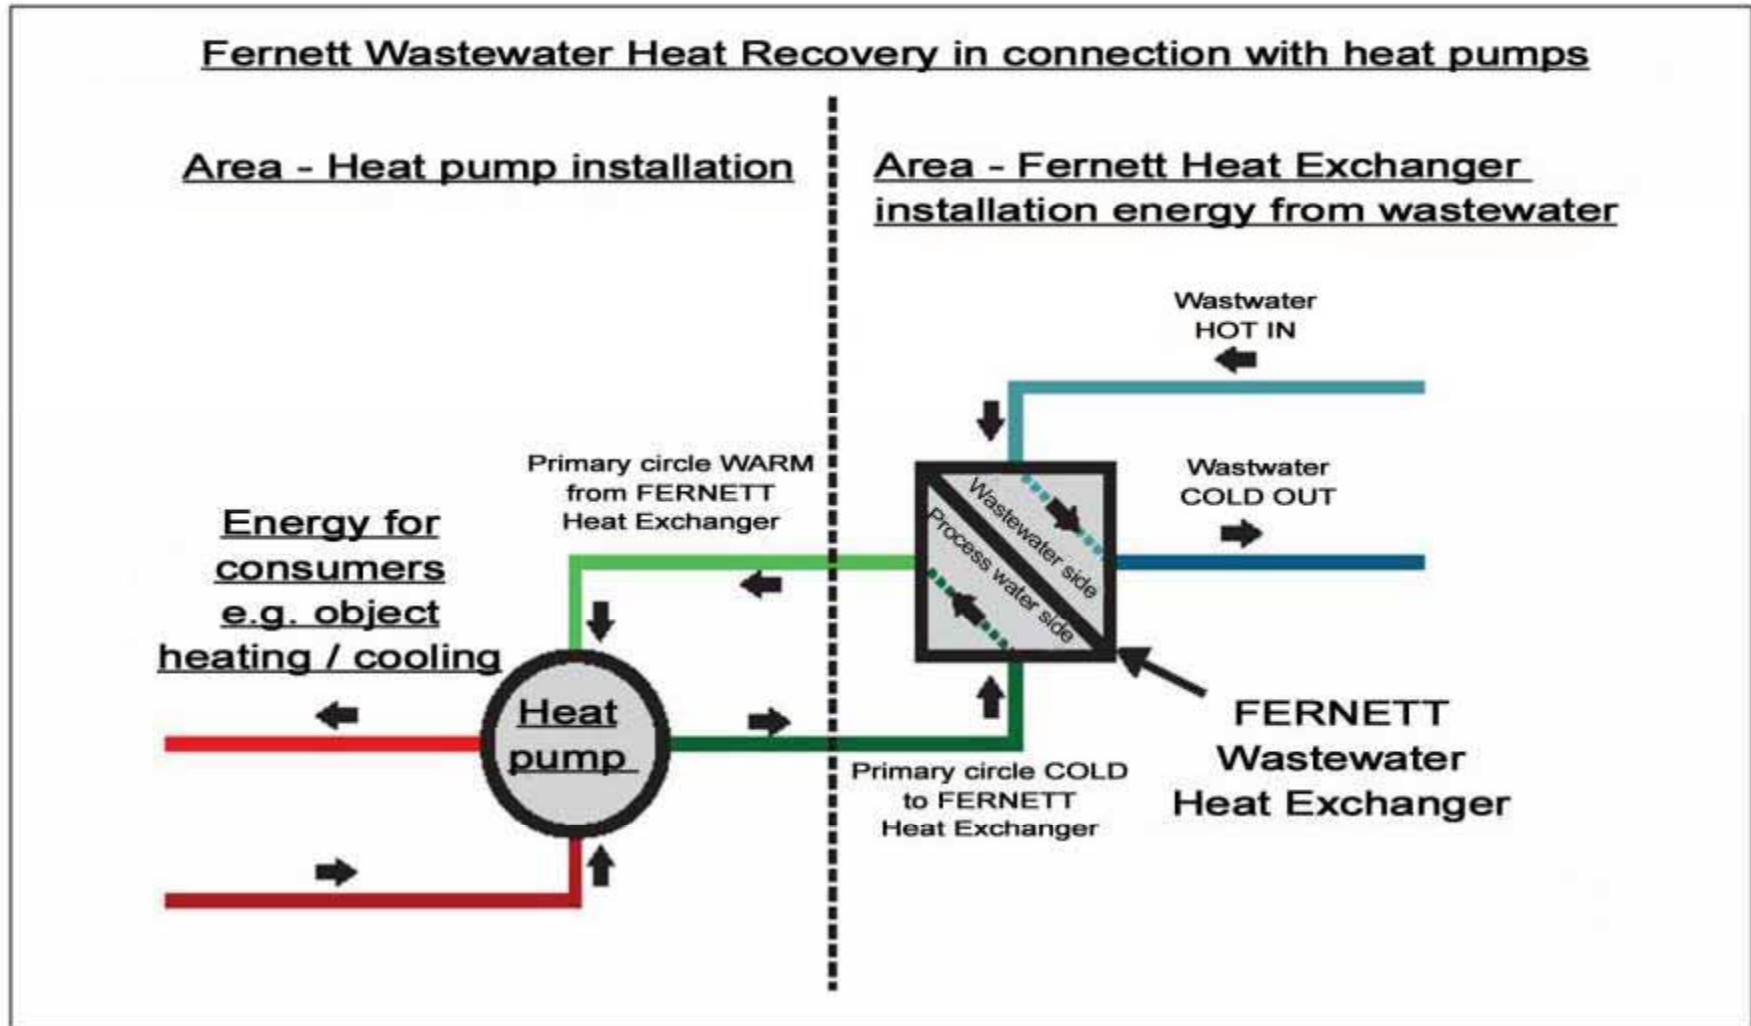 Fernett Wastewater Heat Recovery in connection with heat pumps
Area - Heat pump installation
Area - Fernett Heat Exchanger
installation energy from wastewater
Wastwater
HOT IN
Wastwater
COLD OUT
Primary circle WARM
from FERNETT
Heat Exchanger
Energy for
consumers
e.g. object
heating / cooling
Wastewater side
Process water side
Heat
pump
Primary circle COLD
to FERNETT
Heat Exchanger
FERNETT
Wastewater
Heat Exchanger